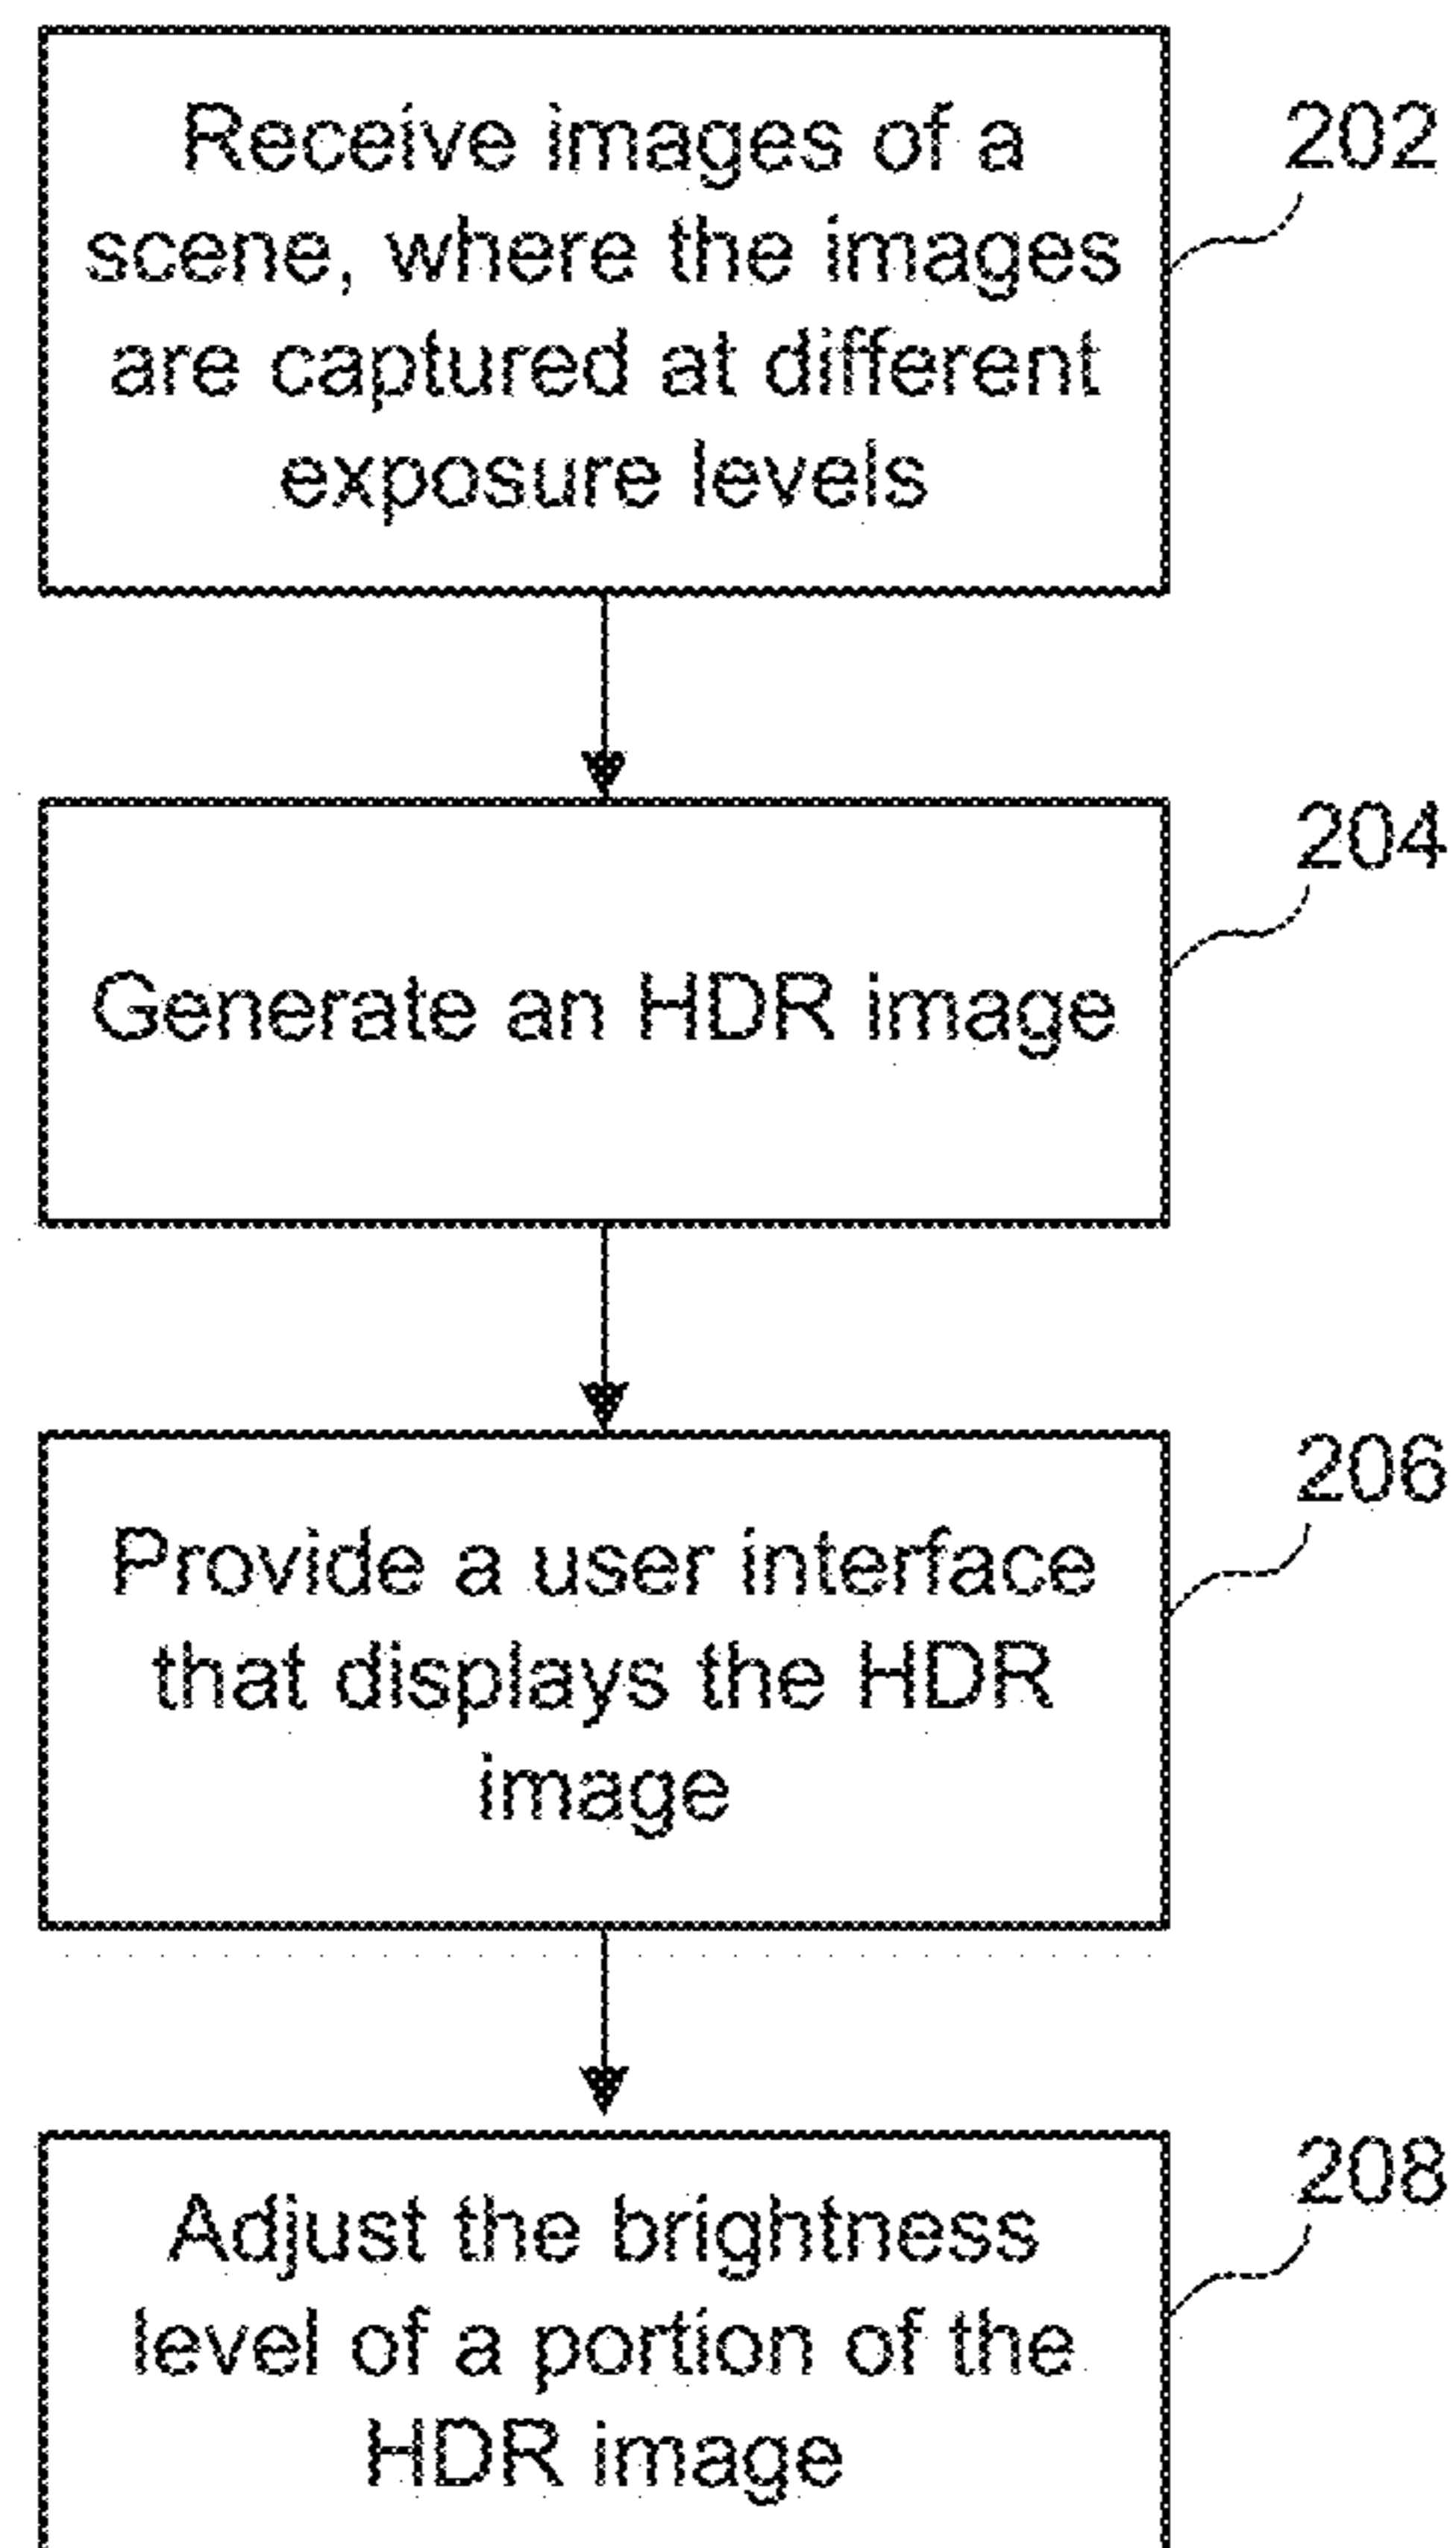 Receive images of a
scene, where the images
are captured at different
exposure levels
202
Generate an HDR image
204
Provide a user interface
that displays the HDR
image
206
Adjust the brightness
level of a portion of the
HDR image
208